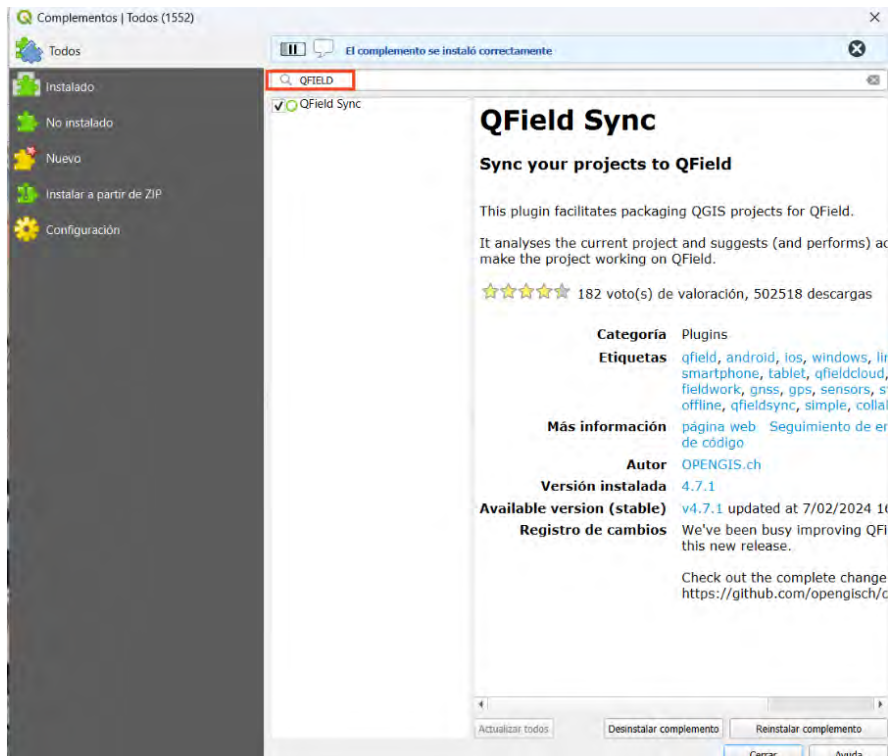 Complementos | Todos (1552)
Todos
El complemento se instaló correctamente
Instalado
QFIELD
No instalado
QField Sync
Nuevo
Instalar a partir de ZIP
Configuración
QField Sync
Sync your projects to QField
This plugin facilitates packaging QGIS projects for QField.
It analyses the current project and suggests (and performs)
make the project working on QField.
182 voto(s) de valoración, 502518 descargas
Categoría Plugins
Etiquetas qfield, android, ios, windows,
smartphone, tablet, qfieldcloud,
fieldwork, gnss, gps, sensors,
offline, qfieldsync, simple,
Más información página web Seguimiento de
de código
Autor OPENGIS.ch
Versión instalada 4.7.1
Available version (stable) v4.7.1 updated at 7/02/2024
Registro de cambios We've been busy improving
this new release.
Check out the complete change
https://github.com/opengisch/
Actualizar todos Desinstalar complemento Reinstalar complemento
Cerrar Ayuda